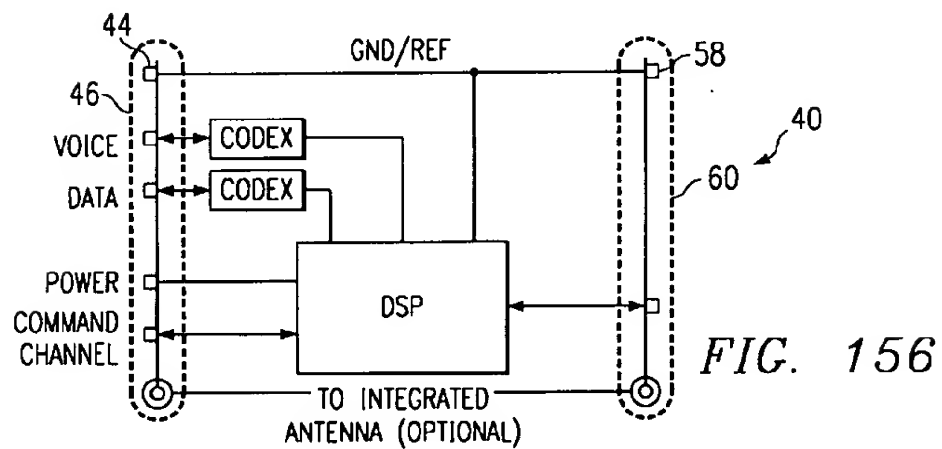 44
GND/REF
58
46
40
VOICE
CODEX
60
DATA
CODEX
POWER
DSP
COMMAND
CHANNEL
FIG. 156
TO INTEGRATED
ANTENNA (OPTIONAL)